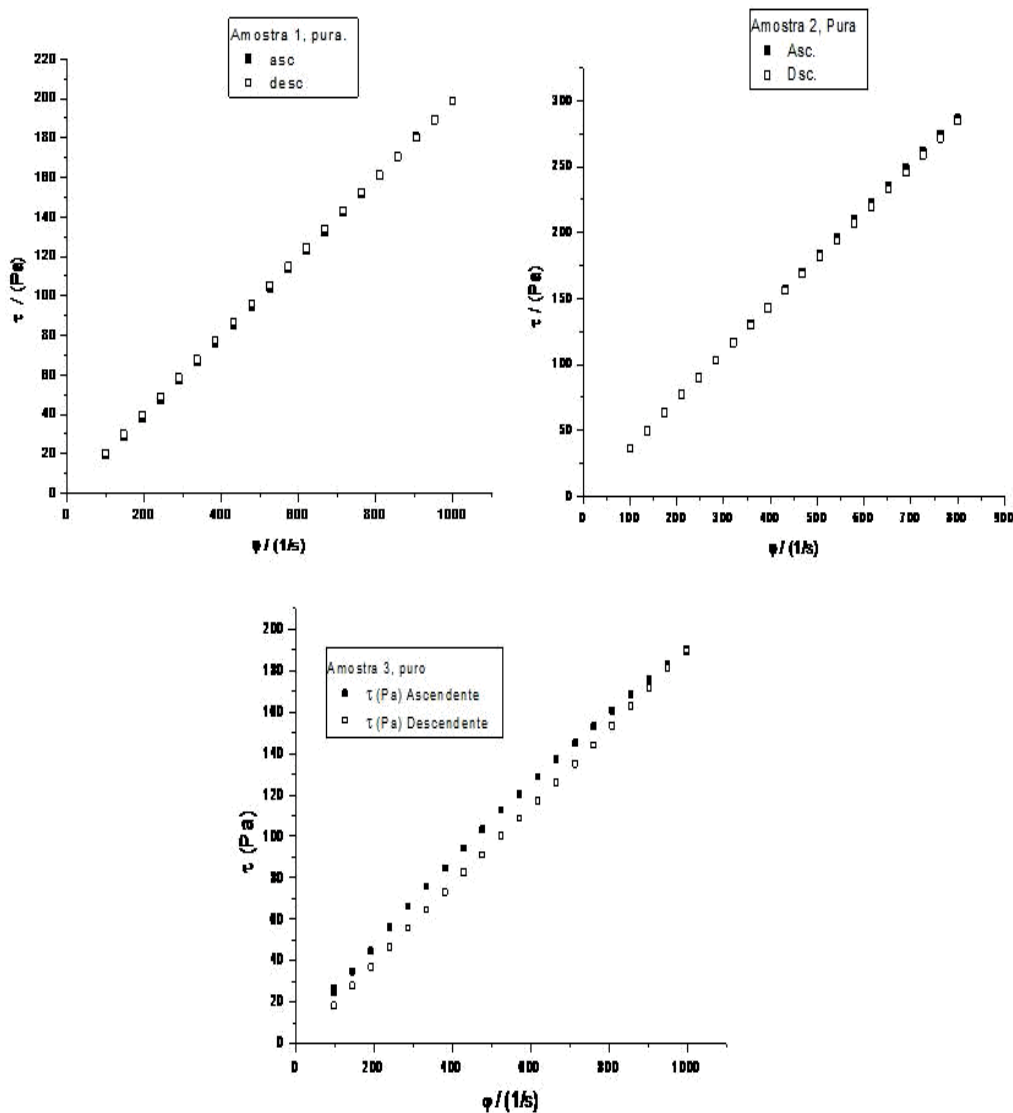 Amostra 1, pura.
asc
desc.
220
200
180
160
140
120
100
80
60
40
20
0
τ / (Pa)
0 200 400 600 800 1000
φ / (1/s)
Amostra 2, Pura
Asc.
Dsc.
300
250
200
150
100
50
0
τ / (Pa)
0 100 200 300 400 500 600 700 800 900
φ / (1/s)
Amostra 3, puro
τ (Pa) Ascendente
τ (Pa) Descendente
200
180
160
140
120
100
80
60
40
20
0
τ (Pa)
0 200 400 600 800 1000
φ / (1/s)